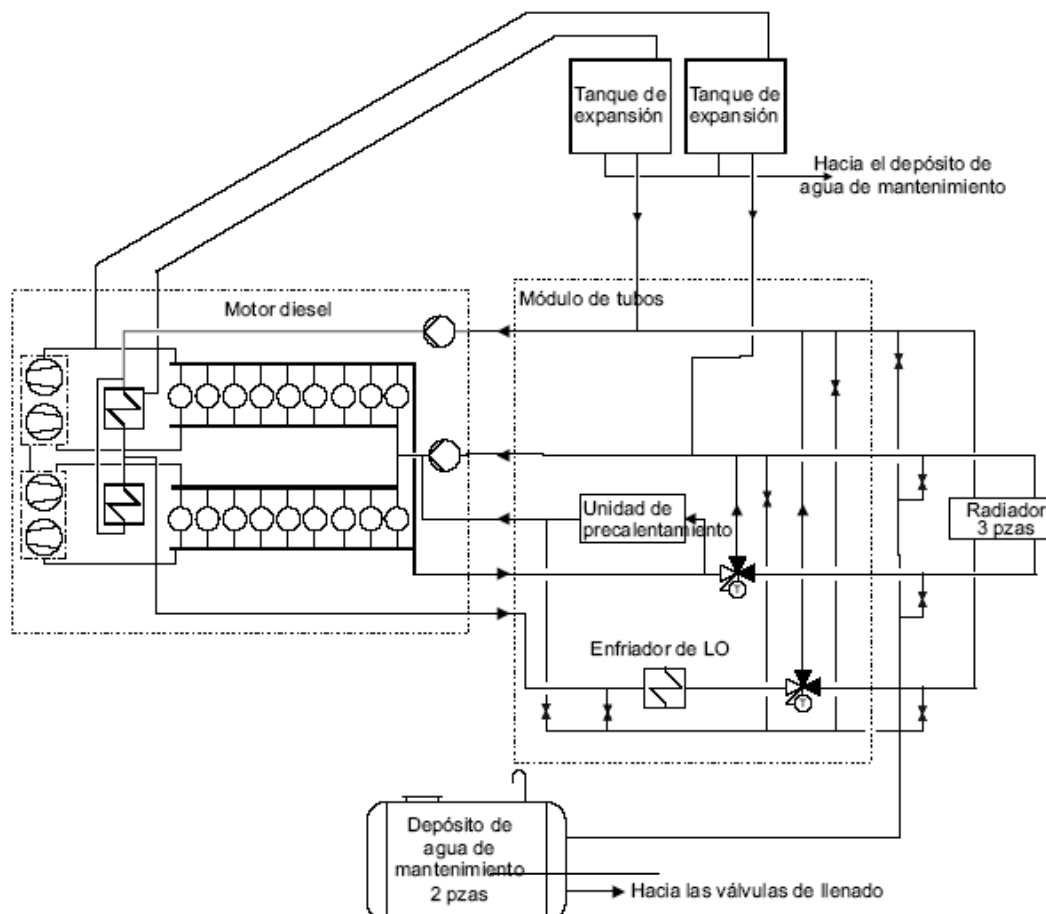 Tanque de
expansión
Tanque de
expansión
Hacia el depósito de
agua de mantenimiento
Motor diesel
Módulo de tubos
Unidad de
precalentamiento
Radiador
3 pzas
T
Enfriador de LO
T
Depósito de
agua de
mantenimiento
2 pzas
Hacia las válvulas de llenado